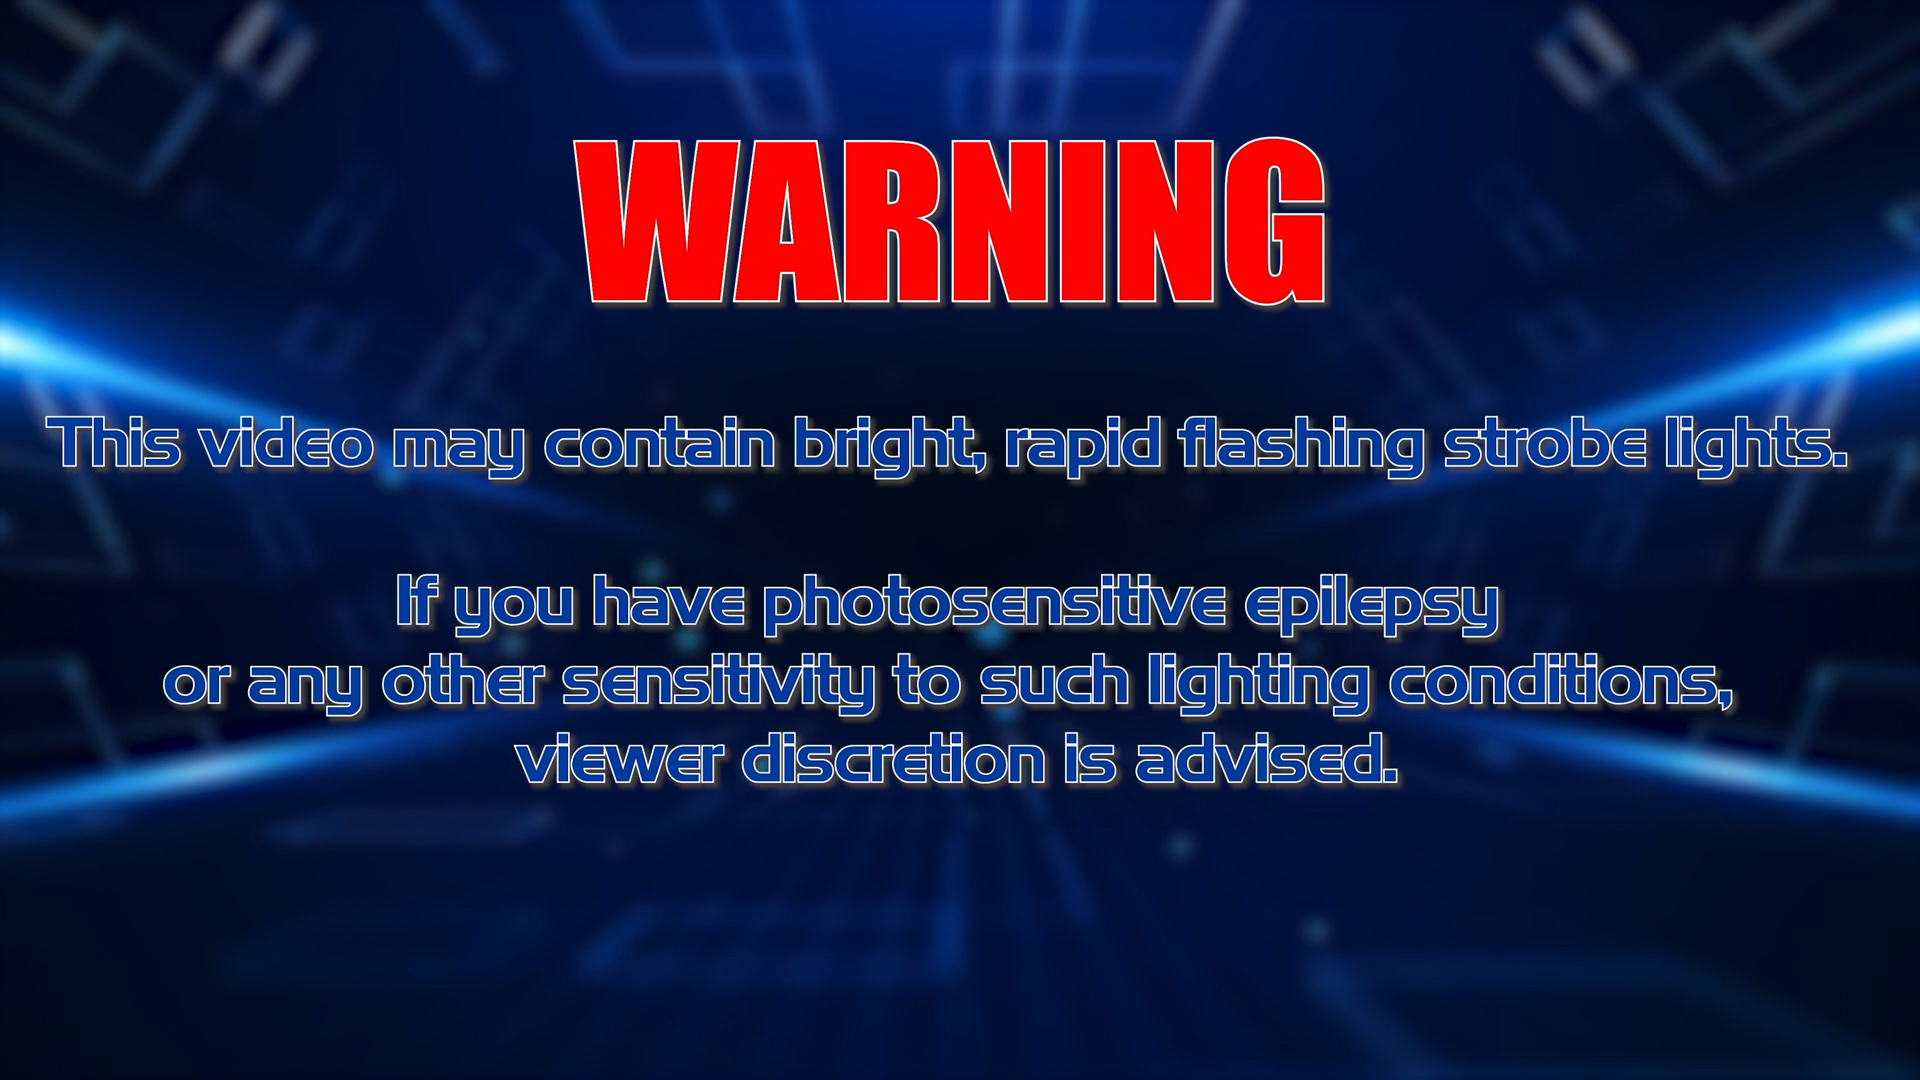 WARNING
This video may contain bright, rapid flashing strobe lights.
If you have photosensitive epilepsy
or any other sensitivity to such lighting conditions,
viewer discretion is advised.